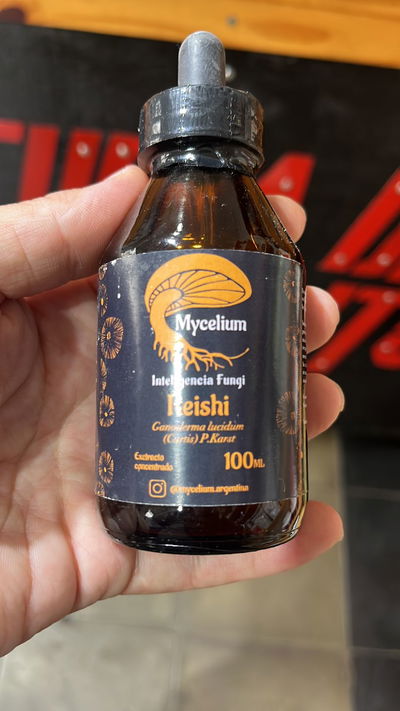 Mycelium
Inteligencia Fungi
Reishi
Ganoderma lucidum
(Curtis) P.Karst
Extracto
concentrado
100ML
@mycelium.argentina